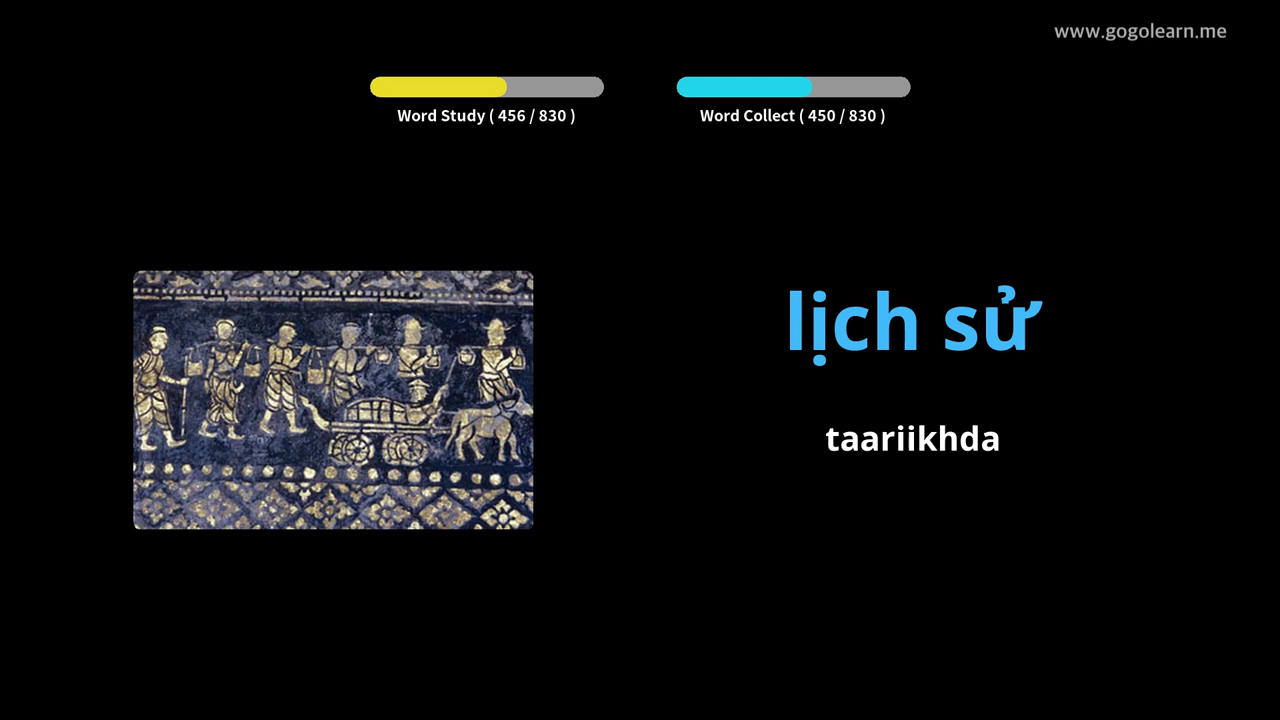 www.gogolearn.me
Word Study ( 456 / 830 )
Word Collect ( 450 / 830 )
lịch sử
taariikhda